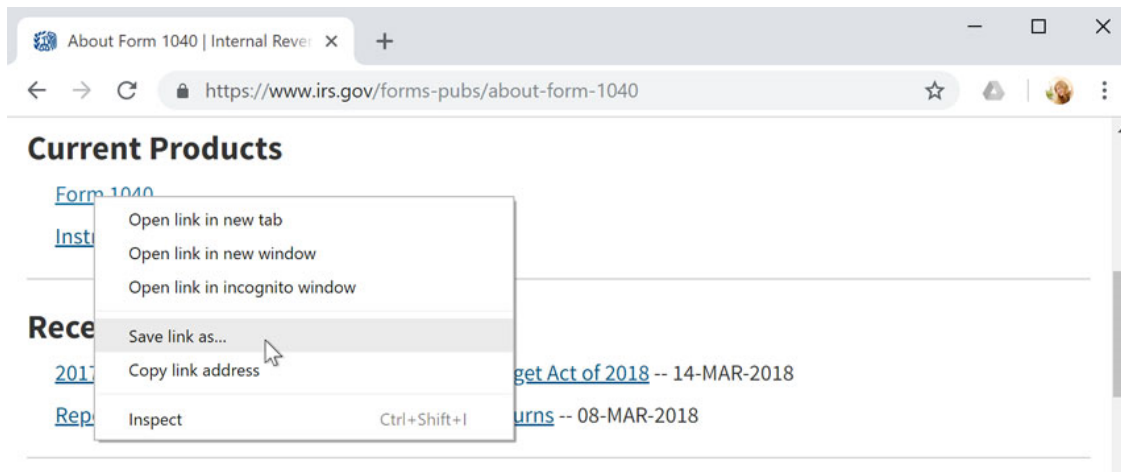 About Form 1040 | Internal Rever
https://www.irs.gov/forms-pubs/about-form-1040
Current Products
Form 1040
Instr
Open link in new tab
Open link in new window
Open link in incognito window
Save link as...
Copy link address
Inspect Ctrl+Shift+I
Rece
2017 get Act of 2018 -- 14-MAR-2018
Repo urns -- 08-MAR-2018